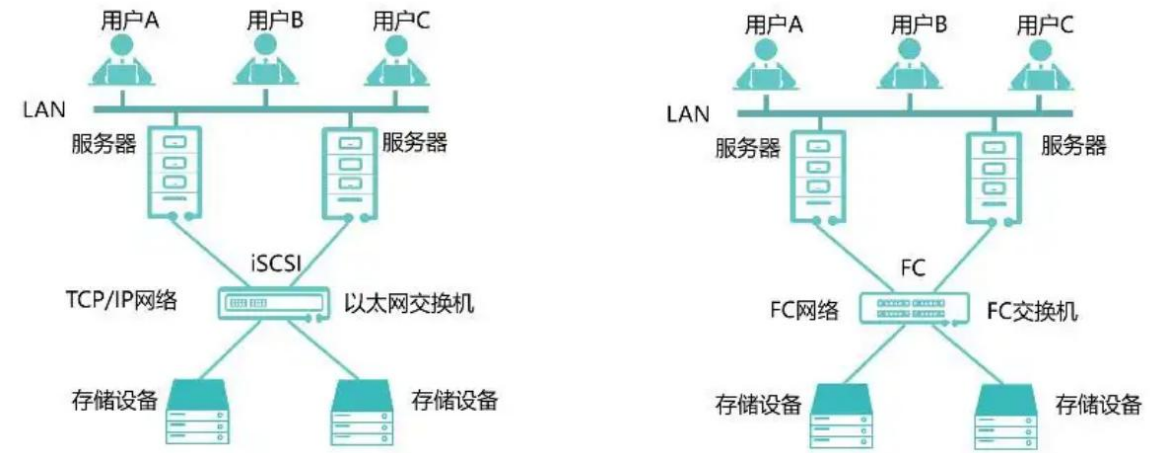 用户A
用户B
用户C
LAN
服务器
服务器
iSCSI
TCP/IP网络
以太网交换机
存储设备
存储设备
用户A
用户B
用户C
LAN
服务器
服务器
FC
FC网络
FC交换机
存储设备
存储设备